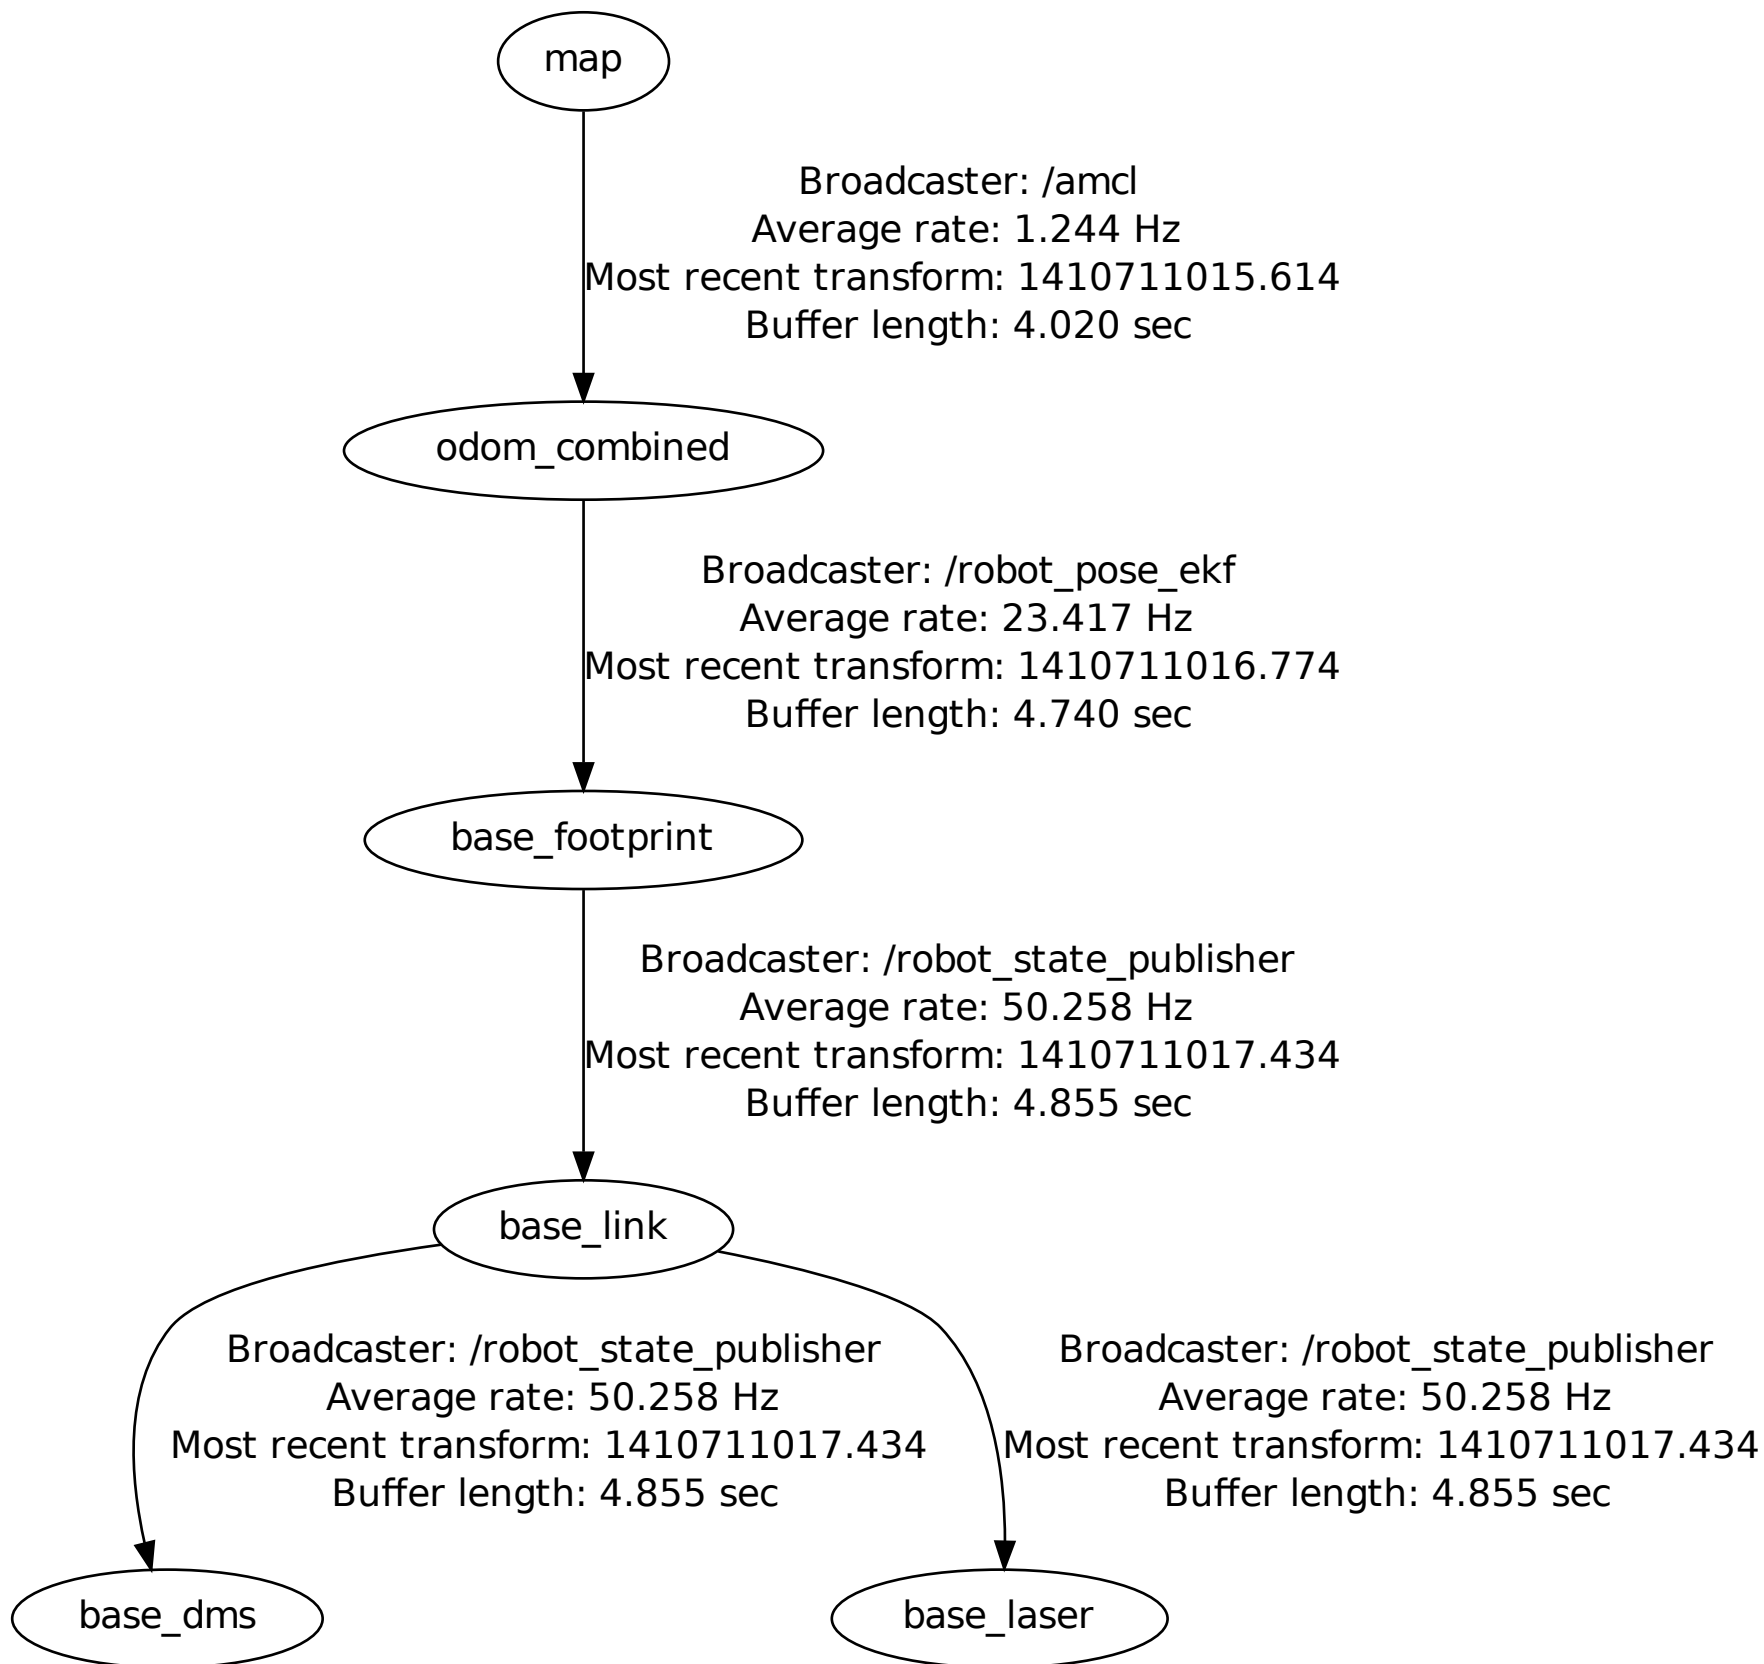 map
Broadcaster: /amcl
Average rate: 1.244 Hz
Most recent transform: 1410711015.614
Buffer length: 4.020 sec
odom_combined
Broadcaster: /robot_pose_ekf
Average rate: 23.417 Hz
Most recent transform: 1410711016.774
Buffer length: 4.740 sec
base_footprint
Broadcaster: /robot_state_publisher
Average rate: 50.258 Hz
Most recent transform: 1410711017.434
Buffer length: 4.855 sec
base_link
Broadcaster: /robot_state_publisher
Average rate: 50.258 Hz
Most recent transform: 1410711017.434
Buffer length: 4.855 sec
Broadcaster: /robot_state_publisher
Average rate: 50.258 Hz
Most recent transform: 1410711017.434
Buffer length: 4.855 sec
base_dms
base_laser